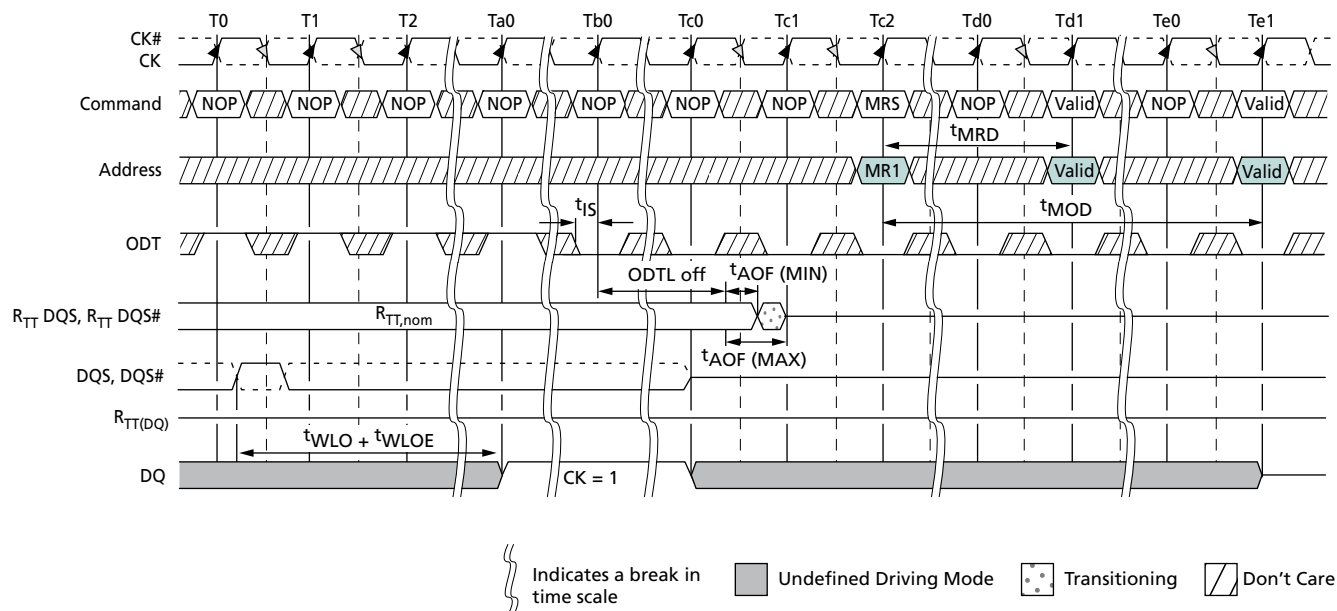 T0 T1 T2 Ta0 Tb0 Tc0 Tc1 Tc2 Td0 Td1 Te0 Te1
CK#
CK
Command NOP NOP NOP NOP NOP NOP NOP MRS NOP Valid NOP Valid
tMRD
Address MR1 Valid Valid
tIS
tMOD
ODT
ODTL off tAOF (MIN)
RTT DQS, RTT DQS# RTT,nom
tAOF (MAX)
DQS, DQS#
RTT(DQ)
tWLO + tWLOE
DQ CK = 1
Indicates a break in
time scale
Undefined Driving Mode
Transitioning
Don't Care